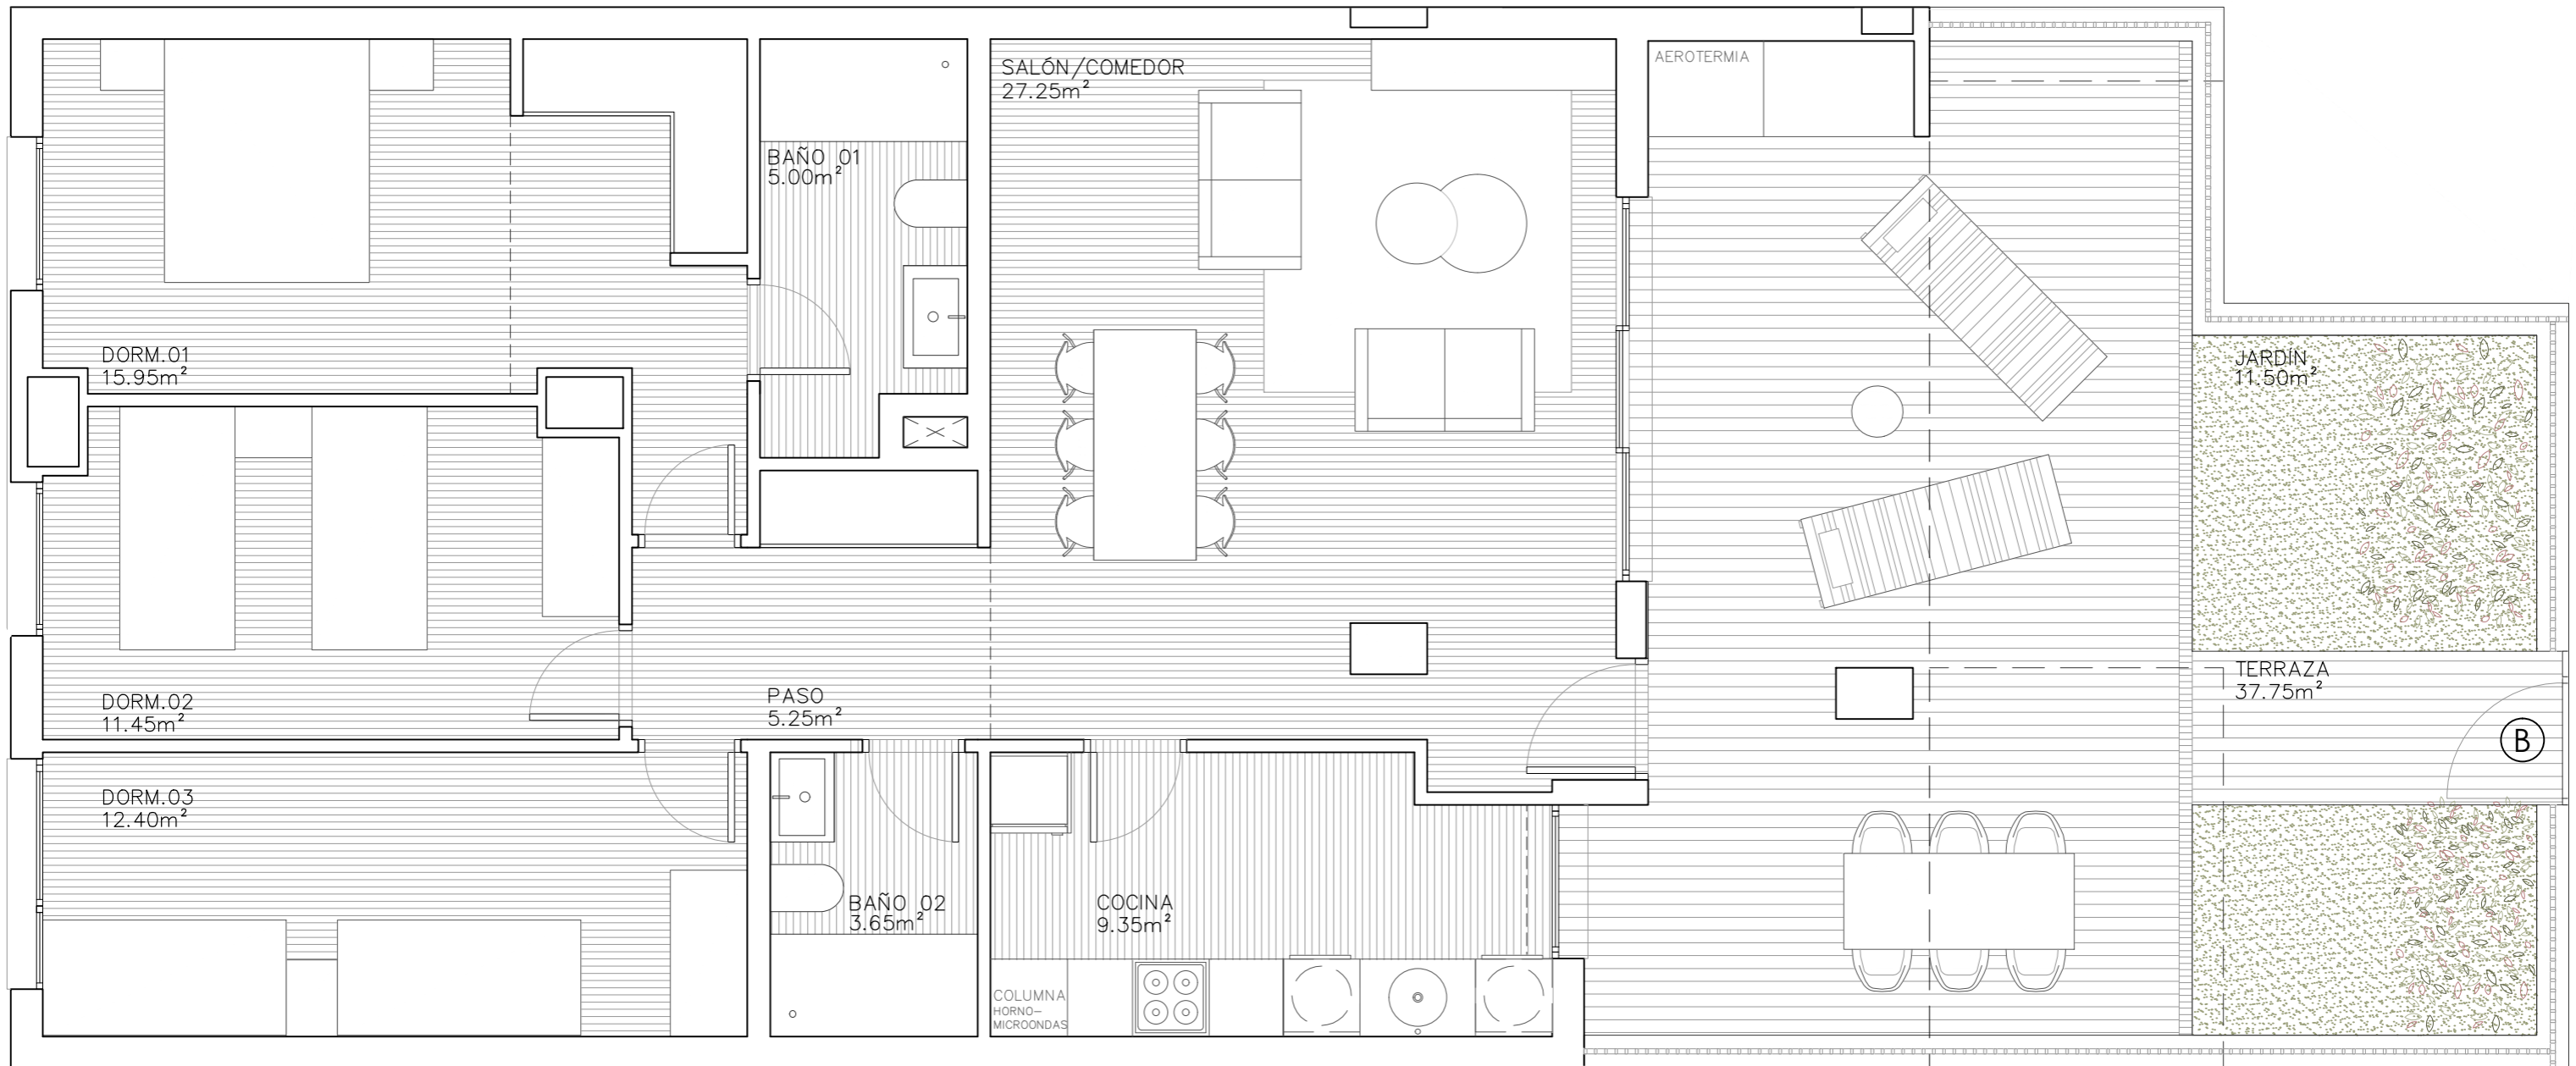 SALÓN/COMEDOR
27.25m²
AEROTERMIA
BAÑO 01
5.00m²
DORM.01
15.95m²
JARDÍN
11.50m²
DORM.02
11.45m²
PASO
5.25m²
TERRAZA
37.75m²
B
DORM.03
12.40m²
BAÑO 02
3.65m²
COCINA
9.35m²
COLUMNA
HORNO-
MICROONDAS